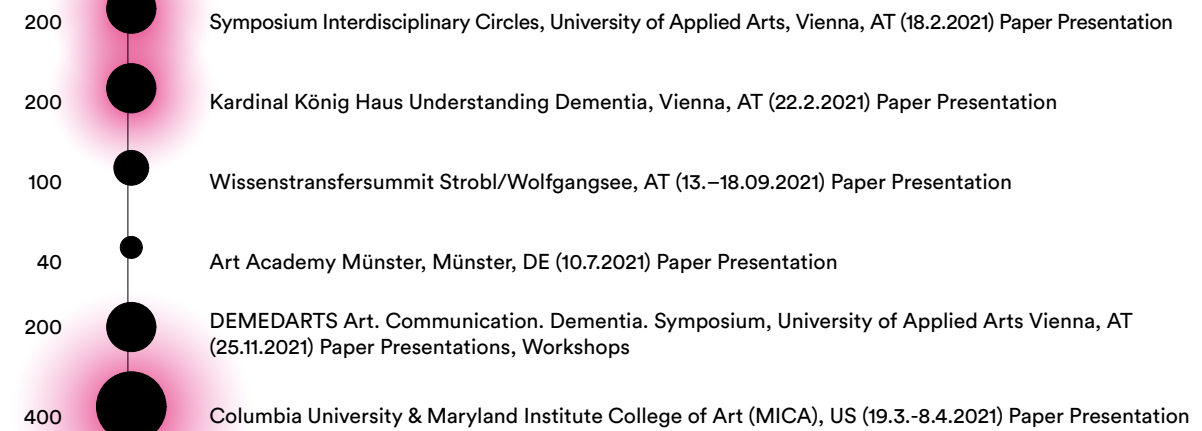 200 Symposium Interdisciplinary Circles, University of Applied Arts, Vienna, AT (18.2.2021) Paper Presentation
200 Kardinal König Haus Understanding Dementia, Vienna, AT (22.2.2021) Paper Presentation
100 Wissenstransfersummit Strobl/Wolfgangsee, AT (13.–18.09.2021) Paper Presentation
40 Art Academy Münster, Münster, DE (10.7.2021) Paper Presentation
200 DEMEDARTS Art. Communication. Dementia. Symposium, University of Applied Arts Vienna, AT
(25.11.2021) Paper Presentations, Workshops
400 Columbia University & Maryland Institute College of Art (MICA), US (19.3.-8.4.2021) Paper Presentation